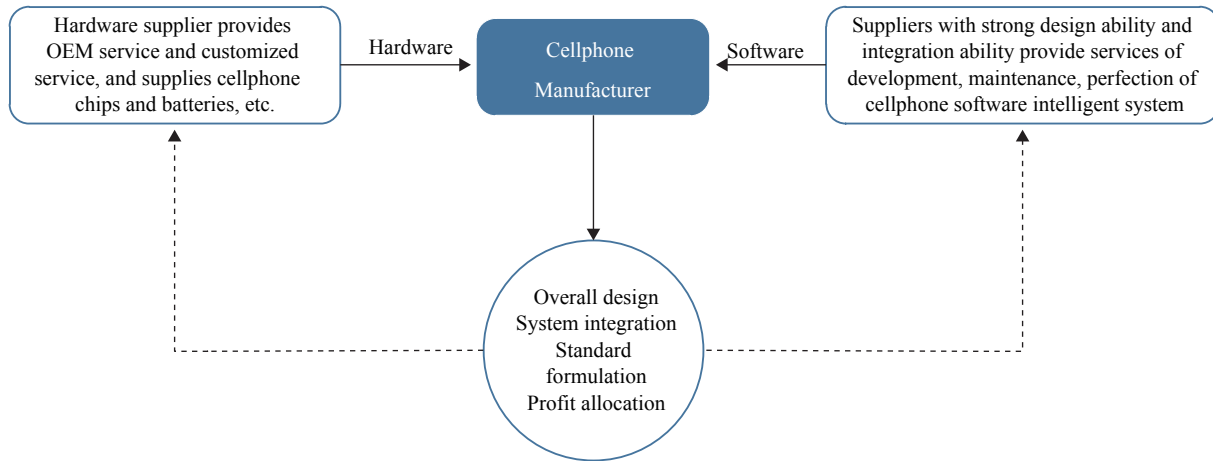 Hardware supplier provides
OEM service and customized
service, and supplies cellphone
chips and batteries, etc.
Hardware
Cellphone
Manufacturer
Software
Suppliers with strong design ability and
integration ability provide services of
development, maintenance, perfection of
cellphone software intelligent system
Overall design
System integration
Standard
formulation
Profit allocation